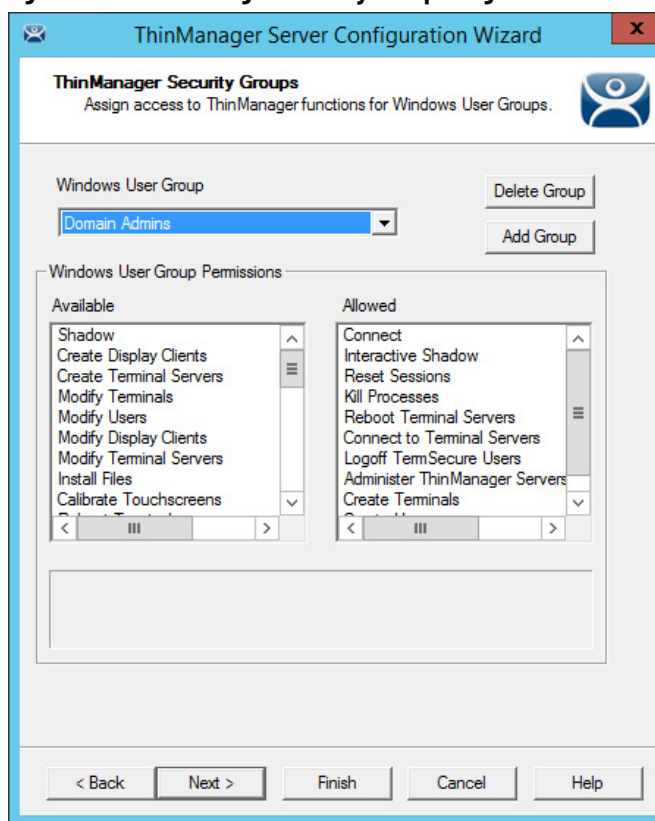 ThinManager Server Configuration Wizard
x
ThinManager Security Groups
Assign access to ThinManager functions for Windows User Groups.
Windows User Group
Delete Group
Domain Admins
Add Group
Windows User Group Permissions
Available
Allowed
Shadow
Create Display Clients
Create Terminal Servers
Modify Terminals
Modify Users
Modify Display Clients
Modify Terminal Servers
Install Files
Calibrate Touchscreens
Connect
Interactive Shadow
Reset Sessions
Kill Processes
Reboot Terminal Servers
Connect to Terminal Servers
Logoff TermSecure Users
Administer ThinManager Servers
Create Terminals
< Back
Next >
Finish
Cancel
Help